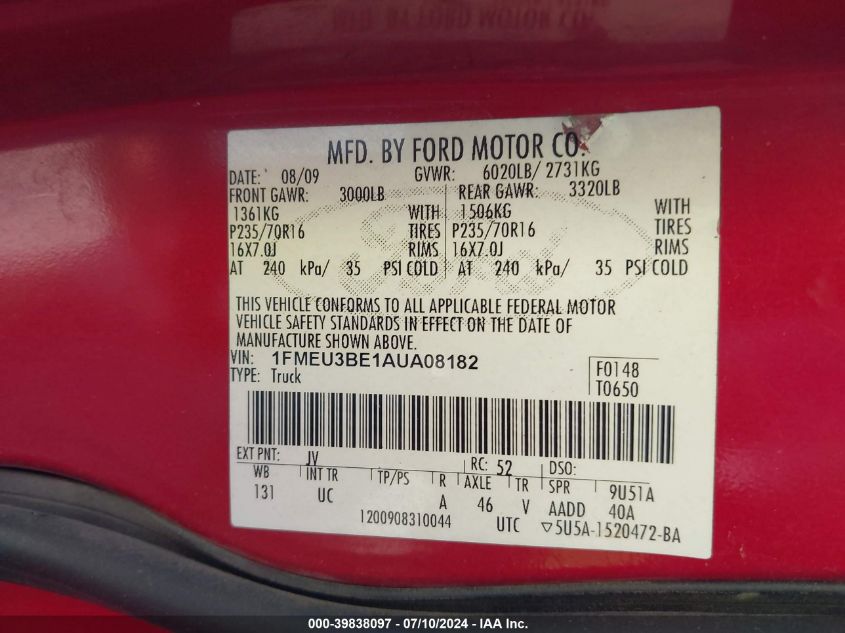 MFD. BY FORD MOTOR CO.
DATE: 08/09 GVWR: 6020LB/ 2731KG
FRONT GAWR: 3000LB REAR GAWR: 3320LB
1361KG WITH 1506KG WITH
P235/70R16 TIRES P235/70R16 TIRES
16X7.0J RIMS 16X7.0J RIMS
AT 240 kPa/ 35 PSI COLD AT 240 kPa/ 35 PSI COLD
THIS VEHICLE CONFORMS TO ALL APPLICABLE FEDERAL MOTOR
VEHICLE SAFETY STANDARDS IN EFFECT ON THE DATE OF
MANUFACTURE SHOWN ABOVE.
VIN: 1FMEU3BE1AUA08182 F0148
TYPE: Truck T0650
EXT PNT: JV RC: 52 DSO:
WB INT TR TP/PS R AXLE TR SPR 9U51A
131 UC A 46 V AADD 40A
1200908310044 UTC ▽5U5A-1520472-BA
000-39838097 - 07/10/2024 - IAA Inc.